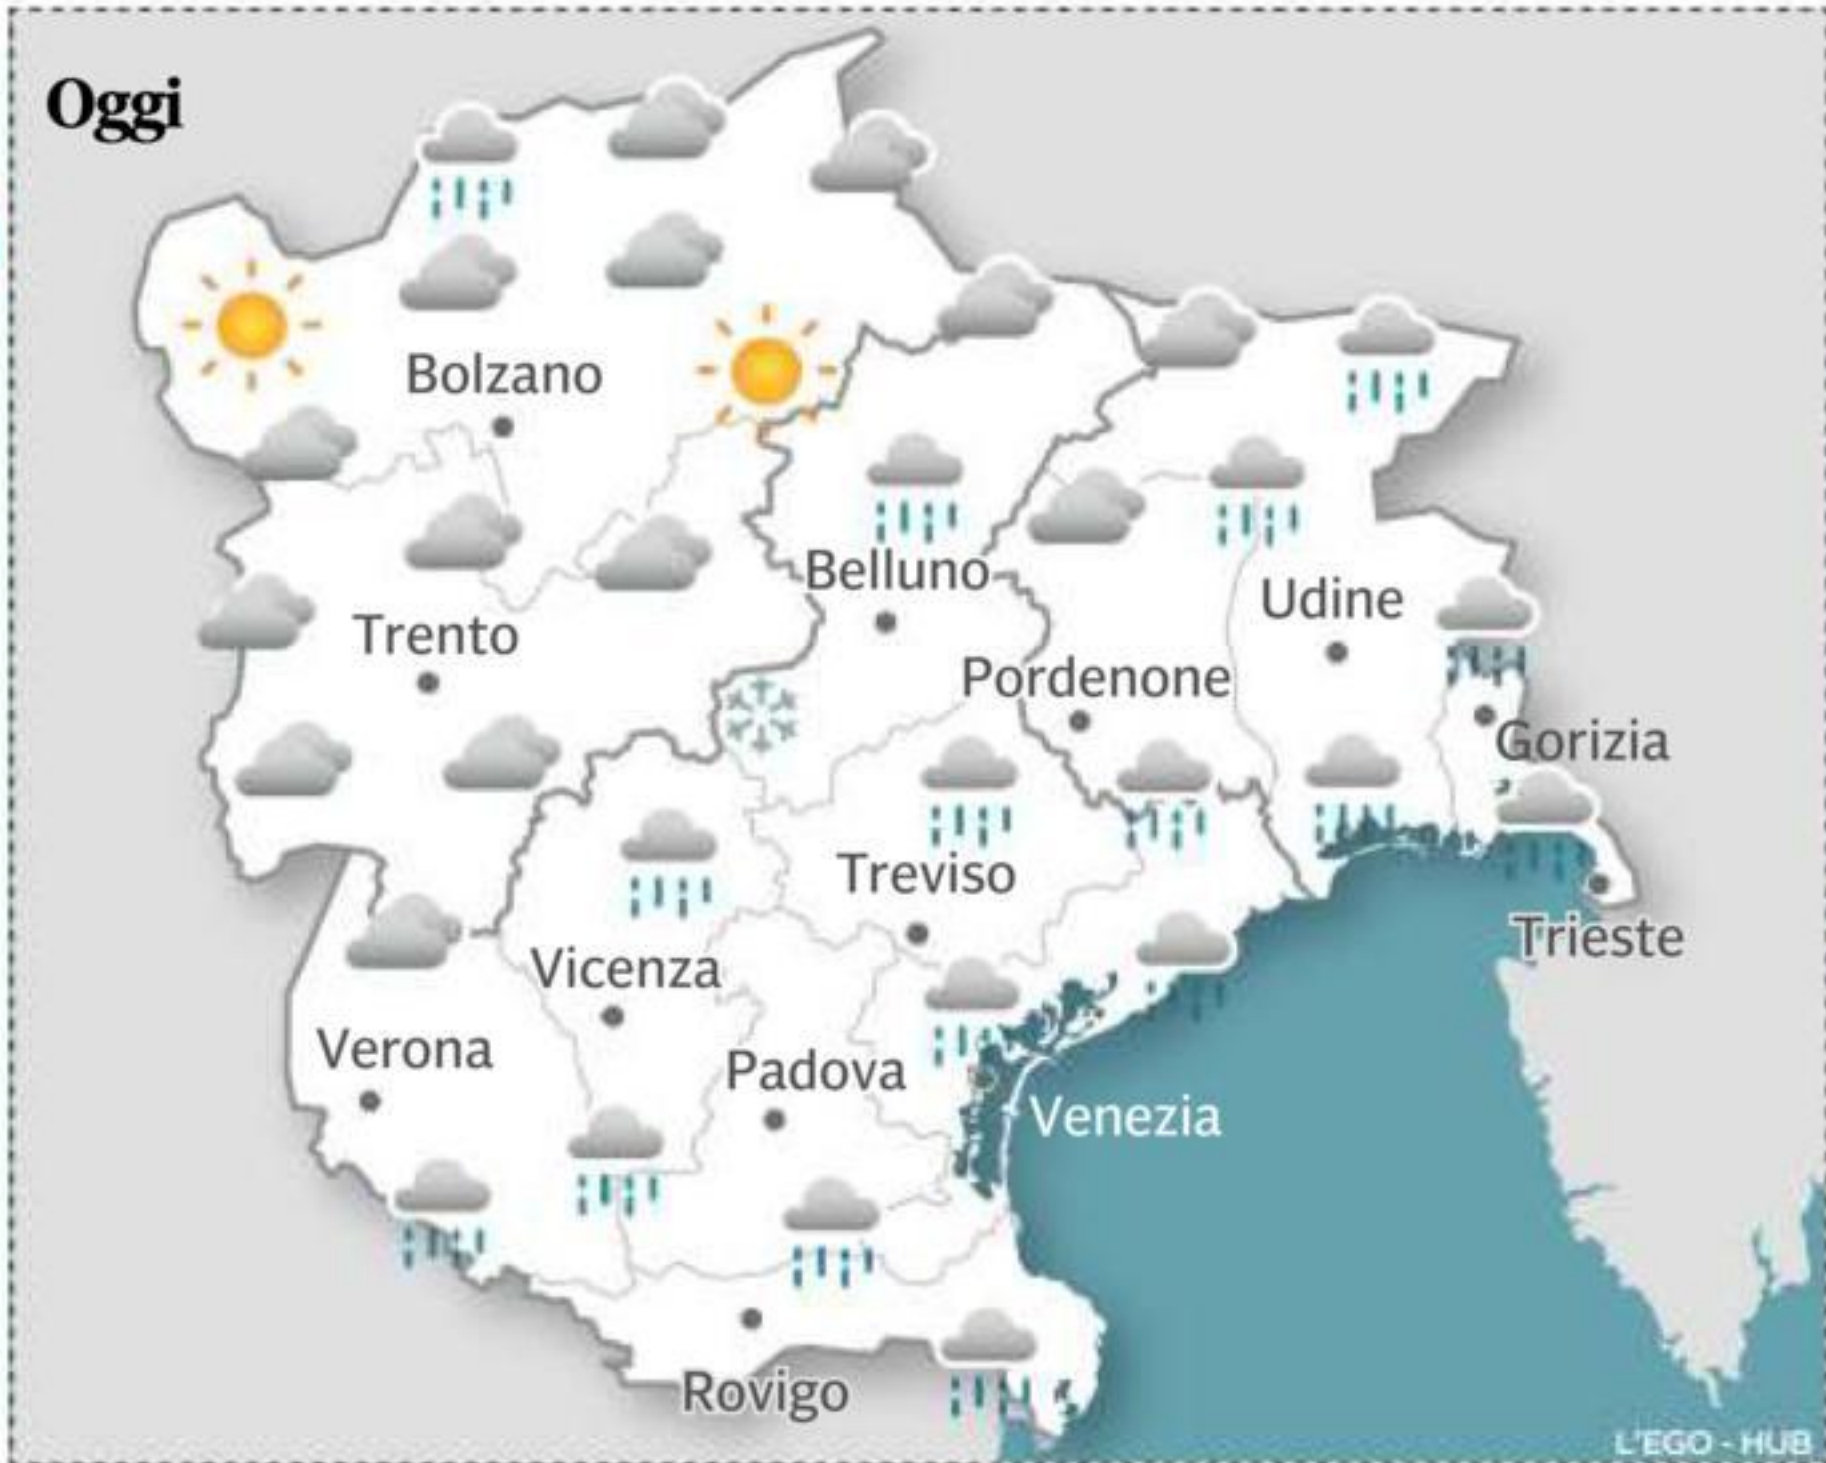 Oggi
Bolzano
Belluno
Udine
Trento
Pordenone
Gorizia
Treviso
Trieste
Vicenza
Verona
Padova
Venezia
Rovigo
L'EGO - HUB